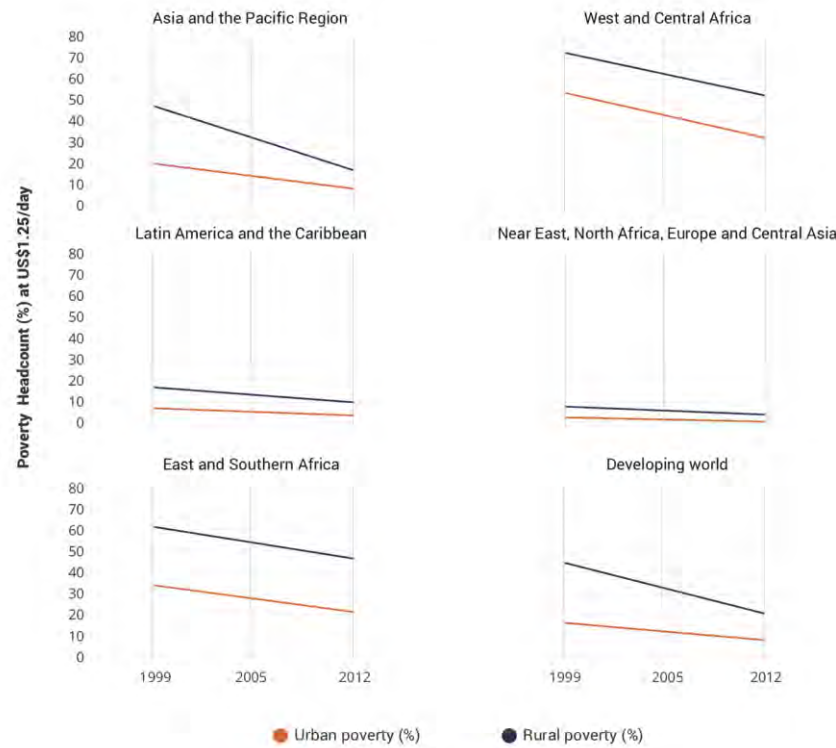 Asia and the Pacific Region
West and Central Africa
80
70
60
50
40
30
20
10
0
Latin America and the Caribbean
Near East, North Africa, Europe and Central Asia
80
70
60
50
40
30
20
10
0
East and Southern Africa
Developing world
80
70
60
50
40
30
20
10
0
Poverty Headcount (%) at US$1.25/day
1999 2005 2012
1999 2005 2012
Urban poverty (%)
Rural poverty (%)